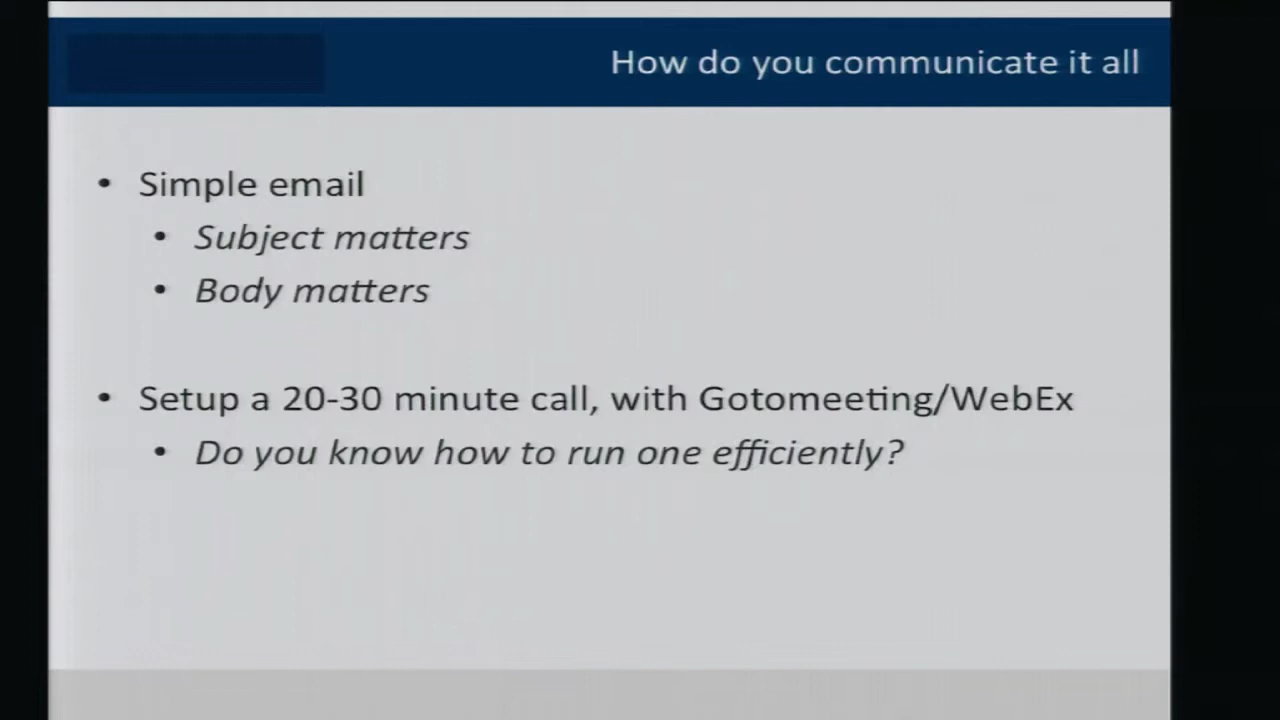 How do you communicate it all
• Simple email
• Subject matters
• Body matters
• Setup a 20-30 minute call, with Gotomeeting/WebEx
• Do you know how to run one efficiently?